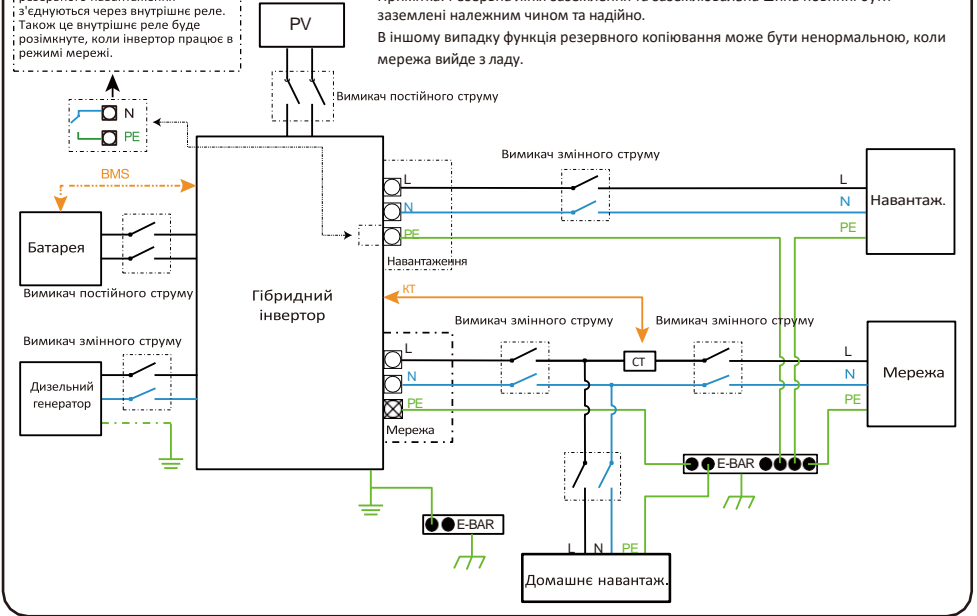 з'єднуються через внутрішнє реле.
Також це внутрішнє реле буде
розімкнуте, коли інвертор працює в
режимі мережі.
заземлені належним чином та надійно.
В іншому випадку функція резервного копіювання може бути ненормальною, коли
мережа вийде з ладу.
PV
Вимикач постійного струму
N
PE
BMS
Батарея
Вимикач постійного струму
Вимикач змінного струму
Дизельний
генератор
Гібридний
інвертор
L
N
PE
Навантаження
КТ
Вимикач змінного струму
L
N
PE
Навантаж.
Вимикач змінного струму
Вимикач змінного струму
L
N
PE
Мережа
CT
L
N
PE
Мережа
E-BAR
E-BAR
L N PE
Домашнє навантаж.